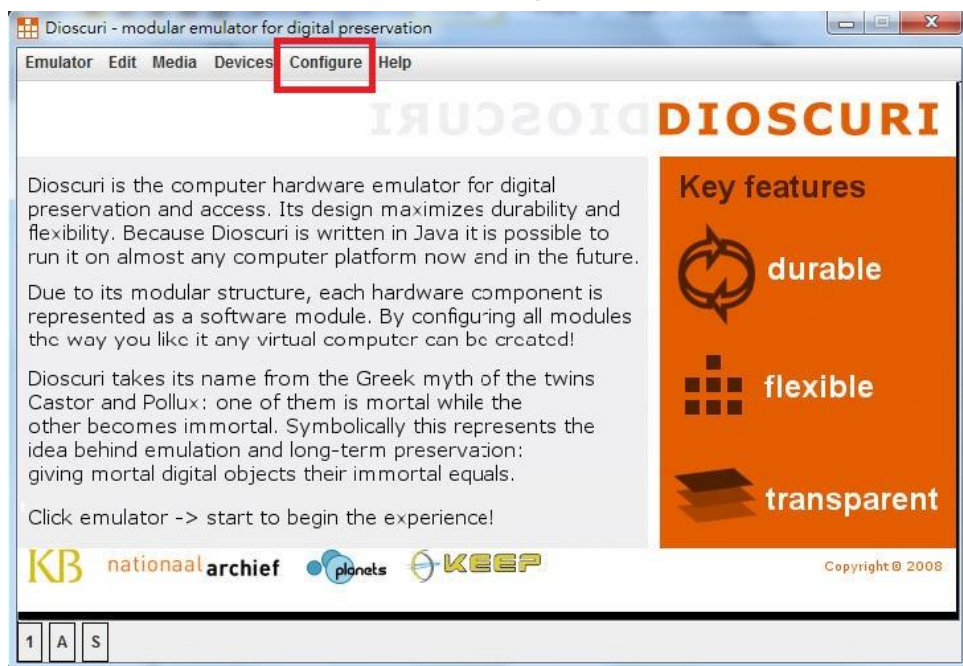 Dioscuri - modular emulator for digital preservation
Emulator Edit Media Devices Configure Help
DIOSCURI DIOSCURI
Dioscuri is the computer hardware emulator for digital
preservation and access. Its design maximizes durability and
flexibility. Because Dioscuri is written in Java it is possible to
run it on almost any computer platform now and in the future.
Due to its modular structure, each hardware component is
represented as a software module. By configuring all modules
the way you like it any virtual computer can be created!
Dioscuri takes its name from the Greek myth of the twins
Castor and Pollux: one of them is mortal while the
other becomes immortal. Symbolically this represents the
idea behind emulation and long-term preservation:
giving mortal digital objects their immortal equals.
Click emulator -> start to begin the experience!
Key features
durable
flexible
transparent
KB nationaal archief planets KEEP
Copyright © 2008
1 A S